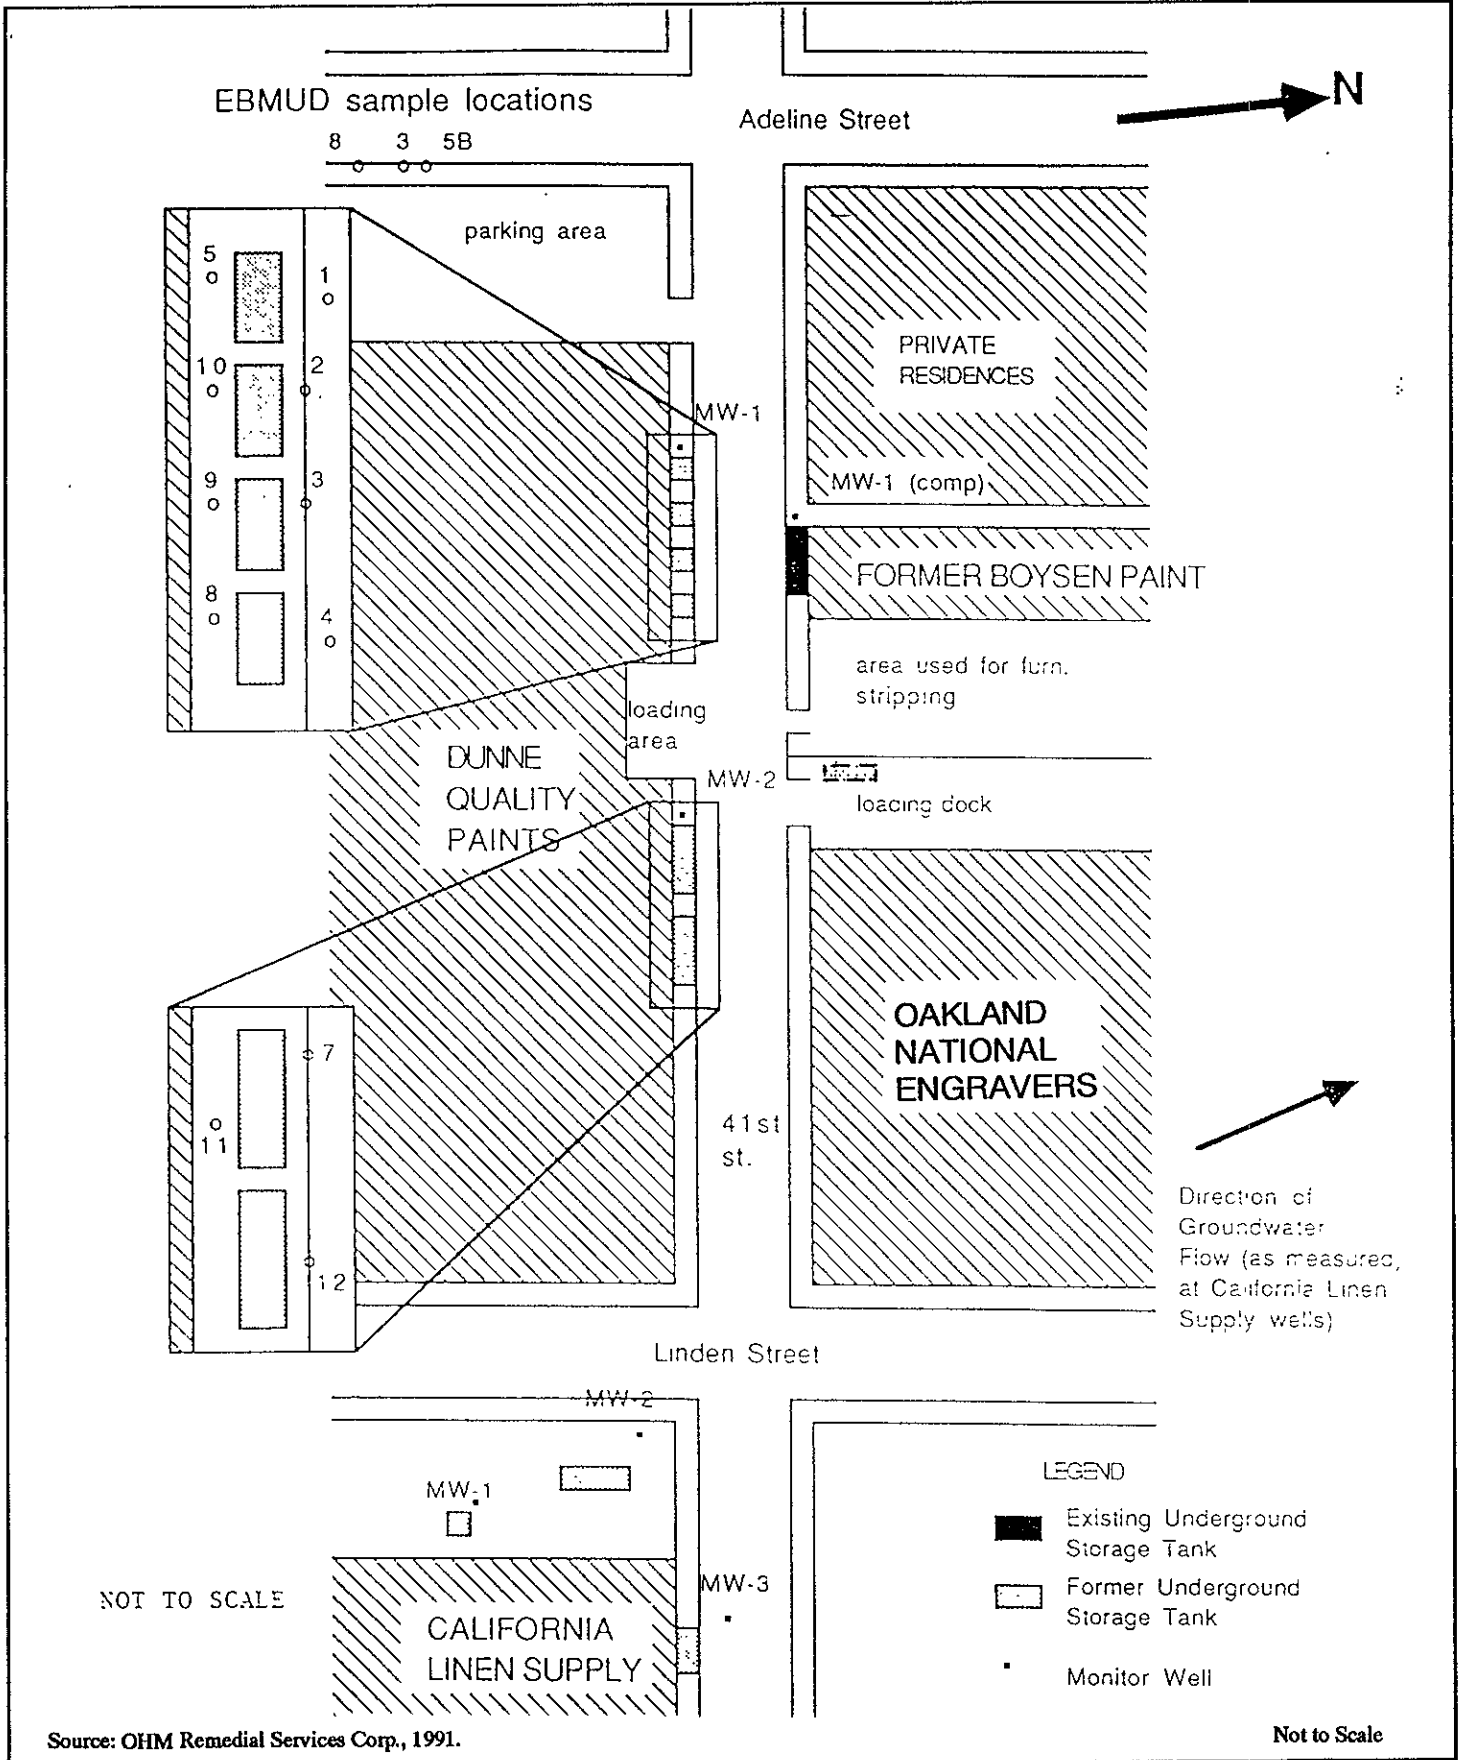 N
EBMUD sample locations
Adeline Street
8 3 5B
parking area
5
1
10
2
9
3
8
4
PRIVATE
RESIDENCES
MW-1
MW-1 (comp)
FORMER BOYSEN PAINT
area used for furn.
stripping
loading
area
DUNNE
QUALITY
PAINTS
MW-2
loading dock
7
11
12
OAKLAND
NATIONAL
ENGRAVERS
41st
st.
Direction of
Groundwater
Flow (as measured,
at California Linen
Supply wells)
Linden Street
MW-2
MW-1
MW-3
CALIFORNIA
LINEN SUPPLY
NOT TO SCALE
LEGEND
Existing Underground
Storage Tank
Former Underground
Storage Tank
Monitor Well
Source: OHM Remedial Services Corp., 1991.
Not to Scale